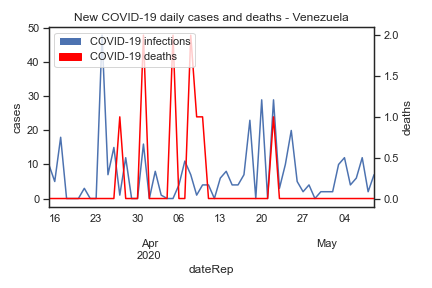 New COVID-19 daily cases and deaths - Venezuela
COVID-19 infections
COVID-19 deaths
50
40
30
20
10
0
cases
2.0
1.5
1.0
0.5
0.0
deaths
16 23 30 06 13 20 27 04
Apr May
2020
dateRep